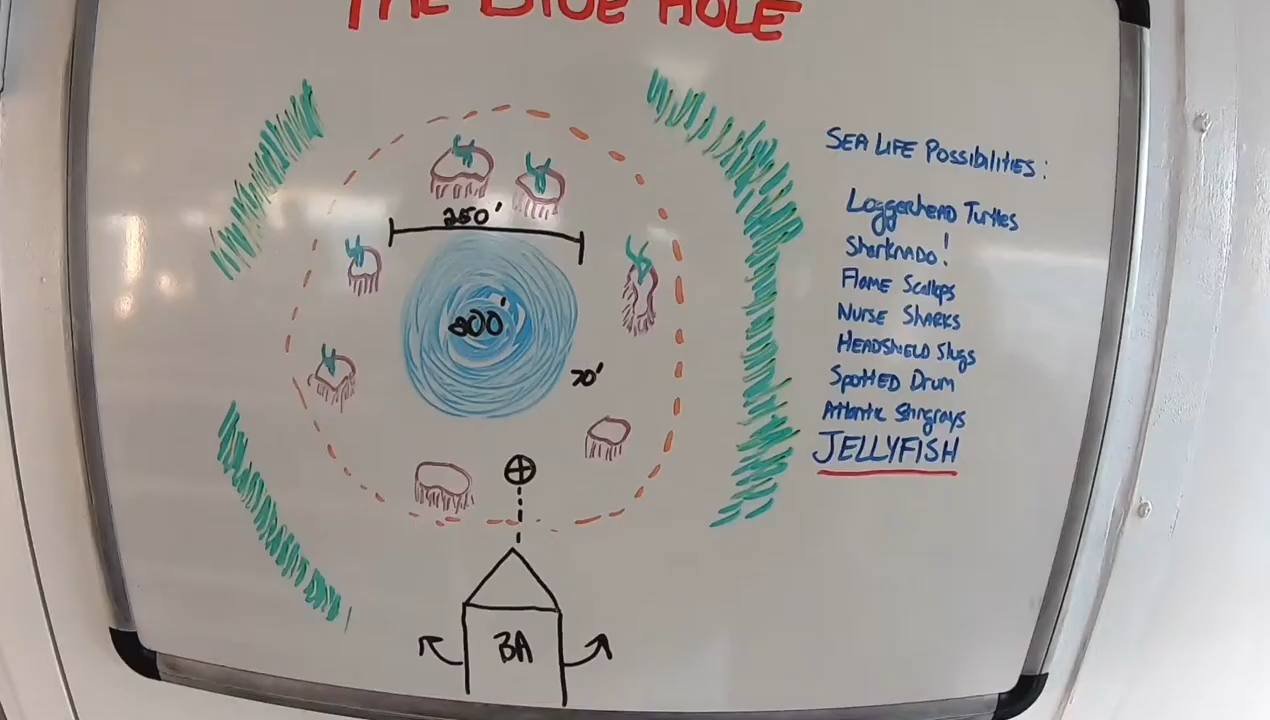 THE BLUE HOLE
250'
400'
70'
BA
SEA LIFE POSSIBILITIES:
LOGGERHEAD TURTLES
SHARKNADO!
FLAME SCALLOPS
NURSE SHARKS
HEADSHIELD SLUGS
SPOTTED DRUM
ATLANTIC STINGRAYS
JELLYFISH